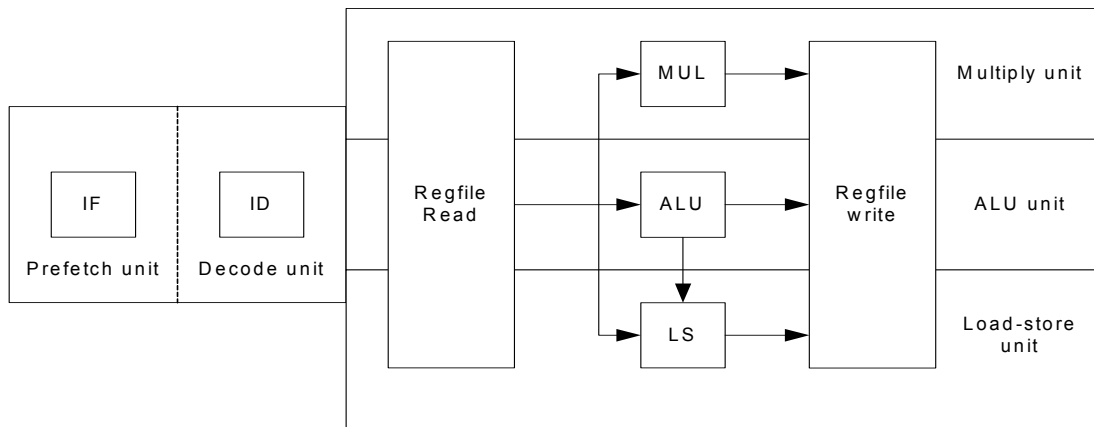 MUL
Multiply unit
IF
ID
Regfile
Read
ALU
Regfile
write
ALU unit
Prefetch unit
Decode unit
LS
Load-store
unit